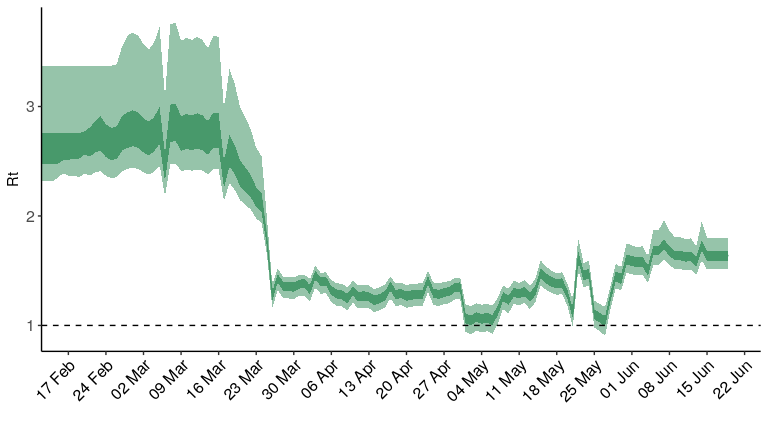 Rt
3
2
1
17 Feb
24 Feb
02 Mar
09 Mar
16 Mar
23 Mar
30 Mar
06 Apr
13 Apr
20 Apr
27 Apr
04 May
11 May
18 May
25 May
01 Jun
08 Jun
15 Jun
22 Jun